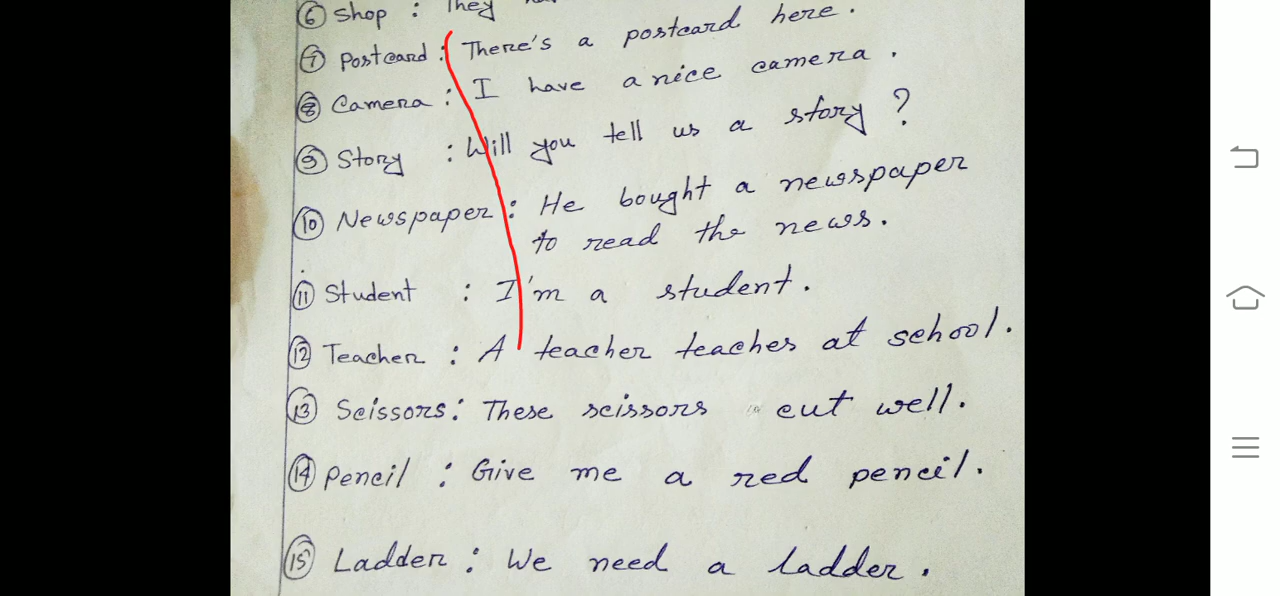 ⑥ Shop : They
⑦ Postcard : There's a postcard here.
⑧ Camera : I have a nice camera.
⑨ Story : Will you tell us a story?
⑩ Newspaper : He bought a newspaper
to read the news.
⑪ Student : I'm a student.
⑫ Teacher : A teacher teaches at school.
⑬ Scissors : These scissors cut well.
⑭ Pencil : Give me a red pencil.
⑮ Ladder : We need a ladder.